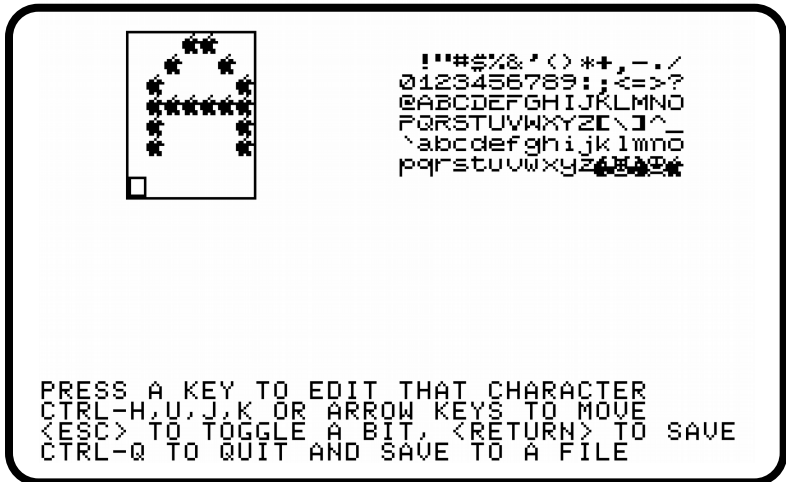 !"#$%&'()*+,-./
0123456789:;<=>?
@ABCDEFGHIJKLMNO
PQRSTUVWXYZ[\]^_
`abcdefghijklmno
pqrstuvwxyz
PRESS A KEY TO EDIT THAT CHARACTER
CTRL-H,U,J,K OR ARROW KEYS TO MOVE
<ESC> TO TOGGLE A BIT, <RETURN> TO SAVE
CTRL-Q TO QUIT AND SAVE TO A FILE